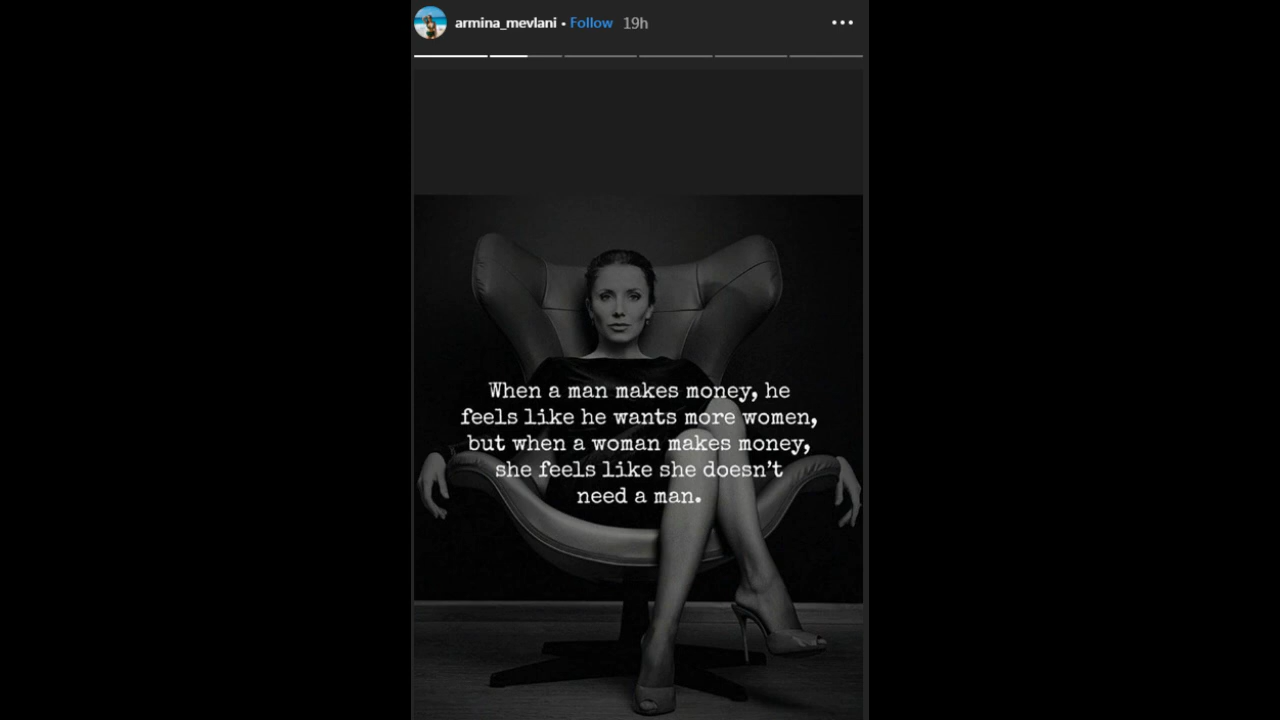 armina_mevlani • Follow 19h
When a man makes money, he
feels like he wants more women,
but when a woman makes money,
she feels like she doesn't
need a man.